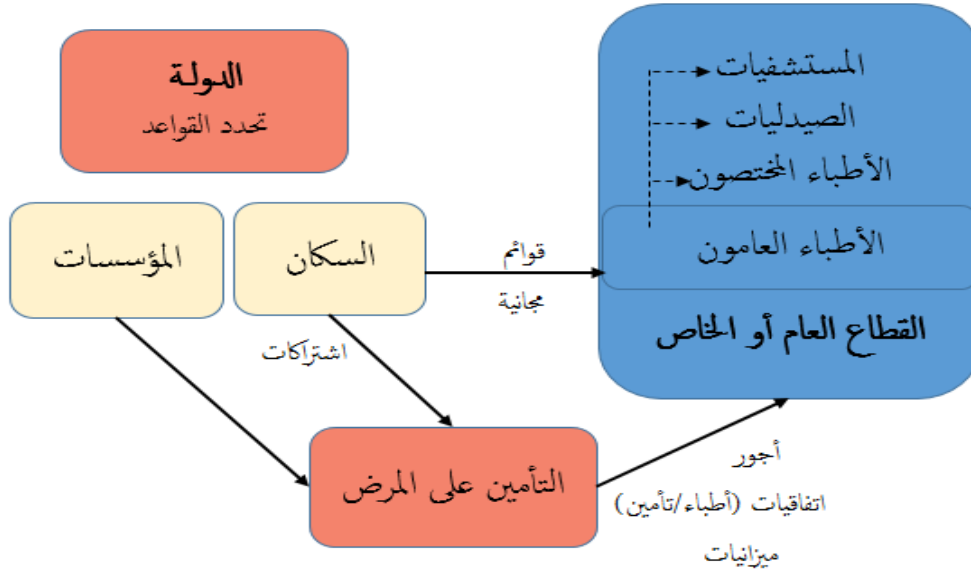 الدولة
تحدد القواعد
المستشفيات
الصيدليات
الأطباء المختصون
الأطباء العامون
القطاع العام أو الخاص
السكان
المؤسسات
قوائم
مجانية
اشتراكات
التأمين على المرض
أجور
اتفاقيات (أطباء/تأمين)
ميزانيات